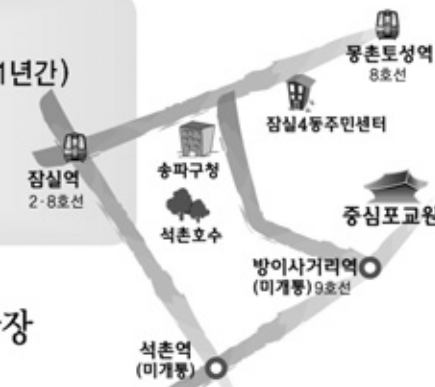 1년간)
몽촌토성역
8호선
잠실4동주민센터
송파구청
잠실역
2·8호선
석촌호수
중심포교원
방이사거리역
(미개통) 9호선
장
석촌역
(미개통)